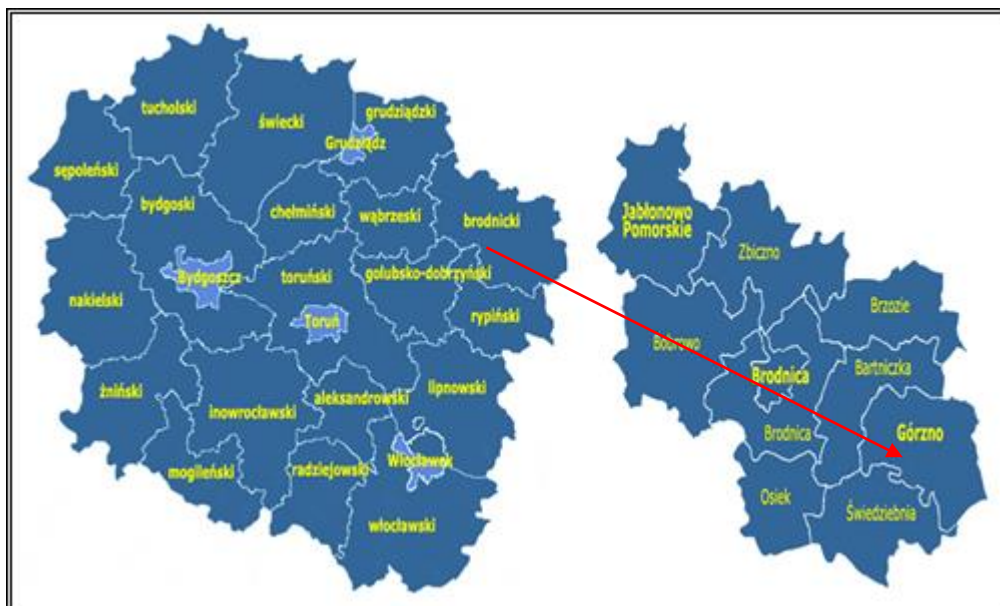 tucholski
świecki
grudziądzki
Grudziądz
sępoleński
bydgoski
chełmiński
wąbrzeski
brodnicki
Bydgoszcz
toruński
golubsko-dobrzyński
nakielski
Toruń
rypiński
żniński
inowrocławski
aleksandrowski
lipnowski
mogileński
radziejowski
Włocławek
włocławski
Jabłonowo
Pomorskie
Zbiczno
Brzozie
Bobrowo
Brodnica
Bartniczka
Brodnica
Górzno
Osiek
Świedziebnia